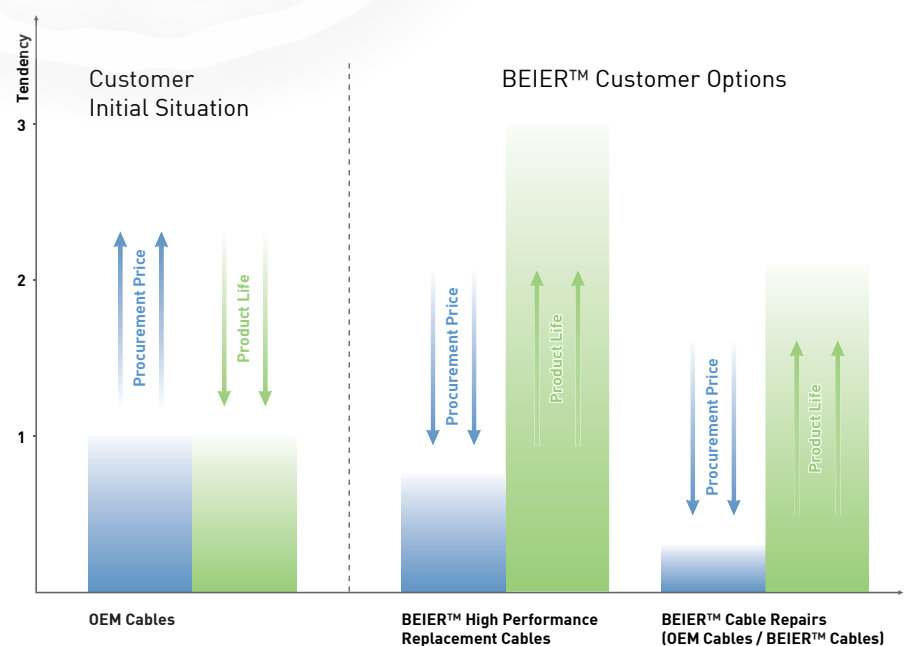 Tendency
Customer
Initial Situation
BEIER™ Customer Options
3
2
1
Procurement Price
Product Life
Procurement Price
Product Life
Procurement Price
Product Life
OEM Cables
BEIER™ High Performance
Replacement Cables
BEIER™ Cable Repairs
(OEM Cables / BEIER™ Cables)